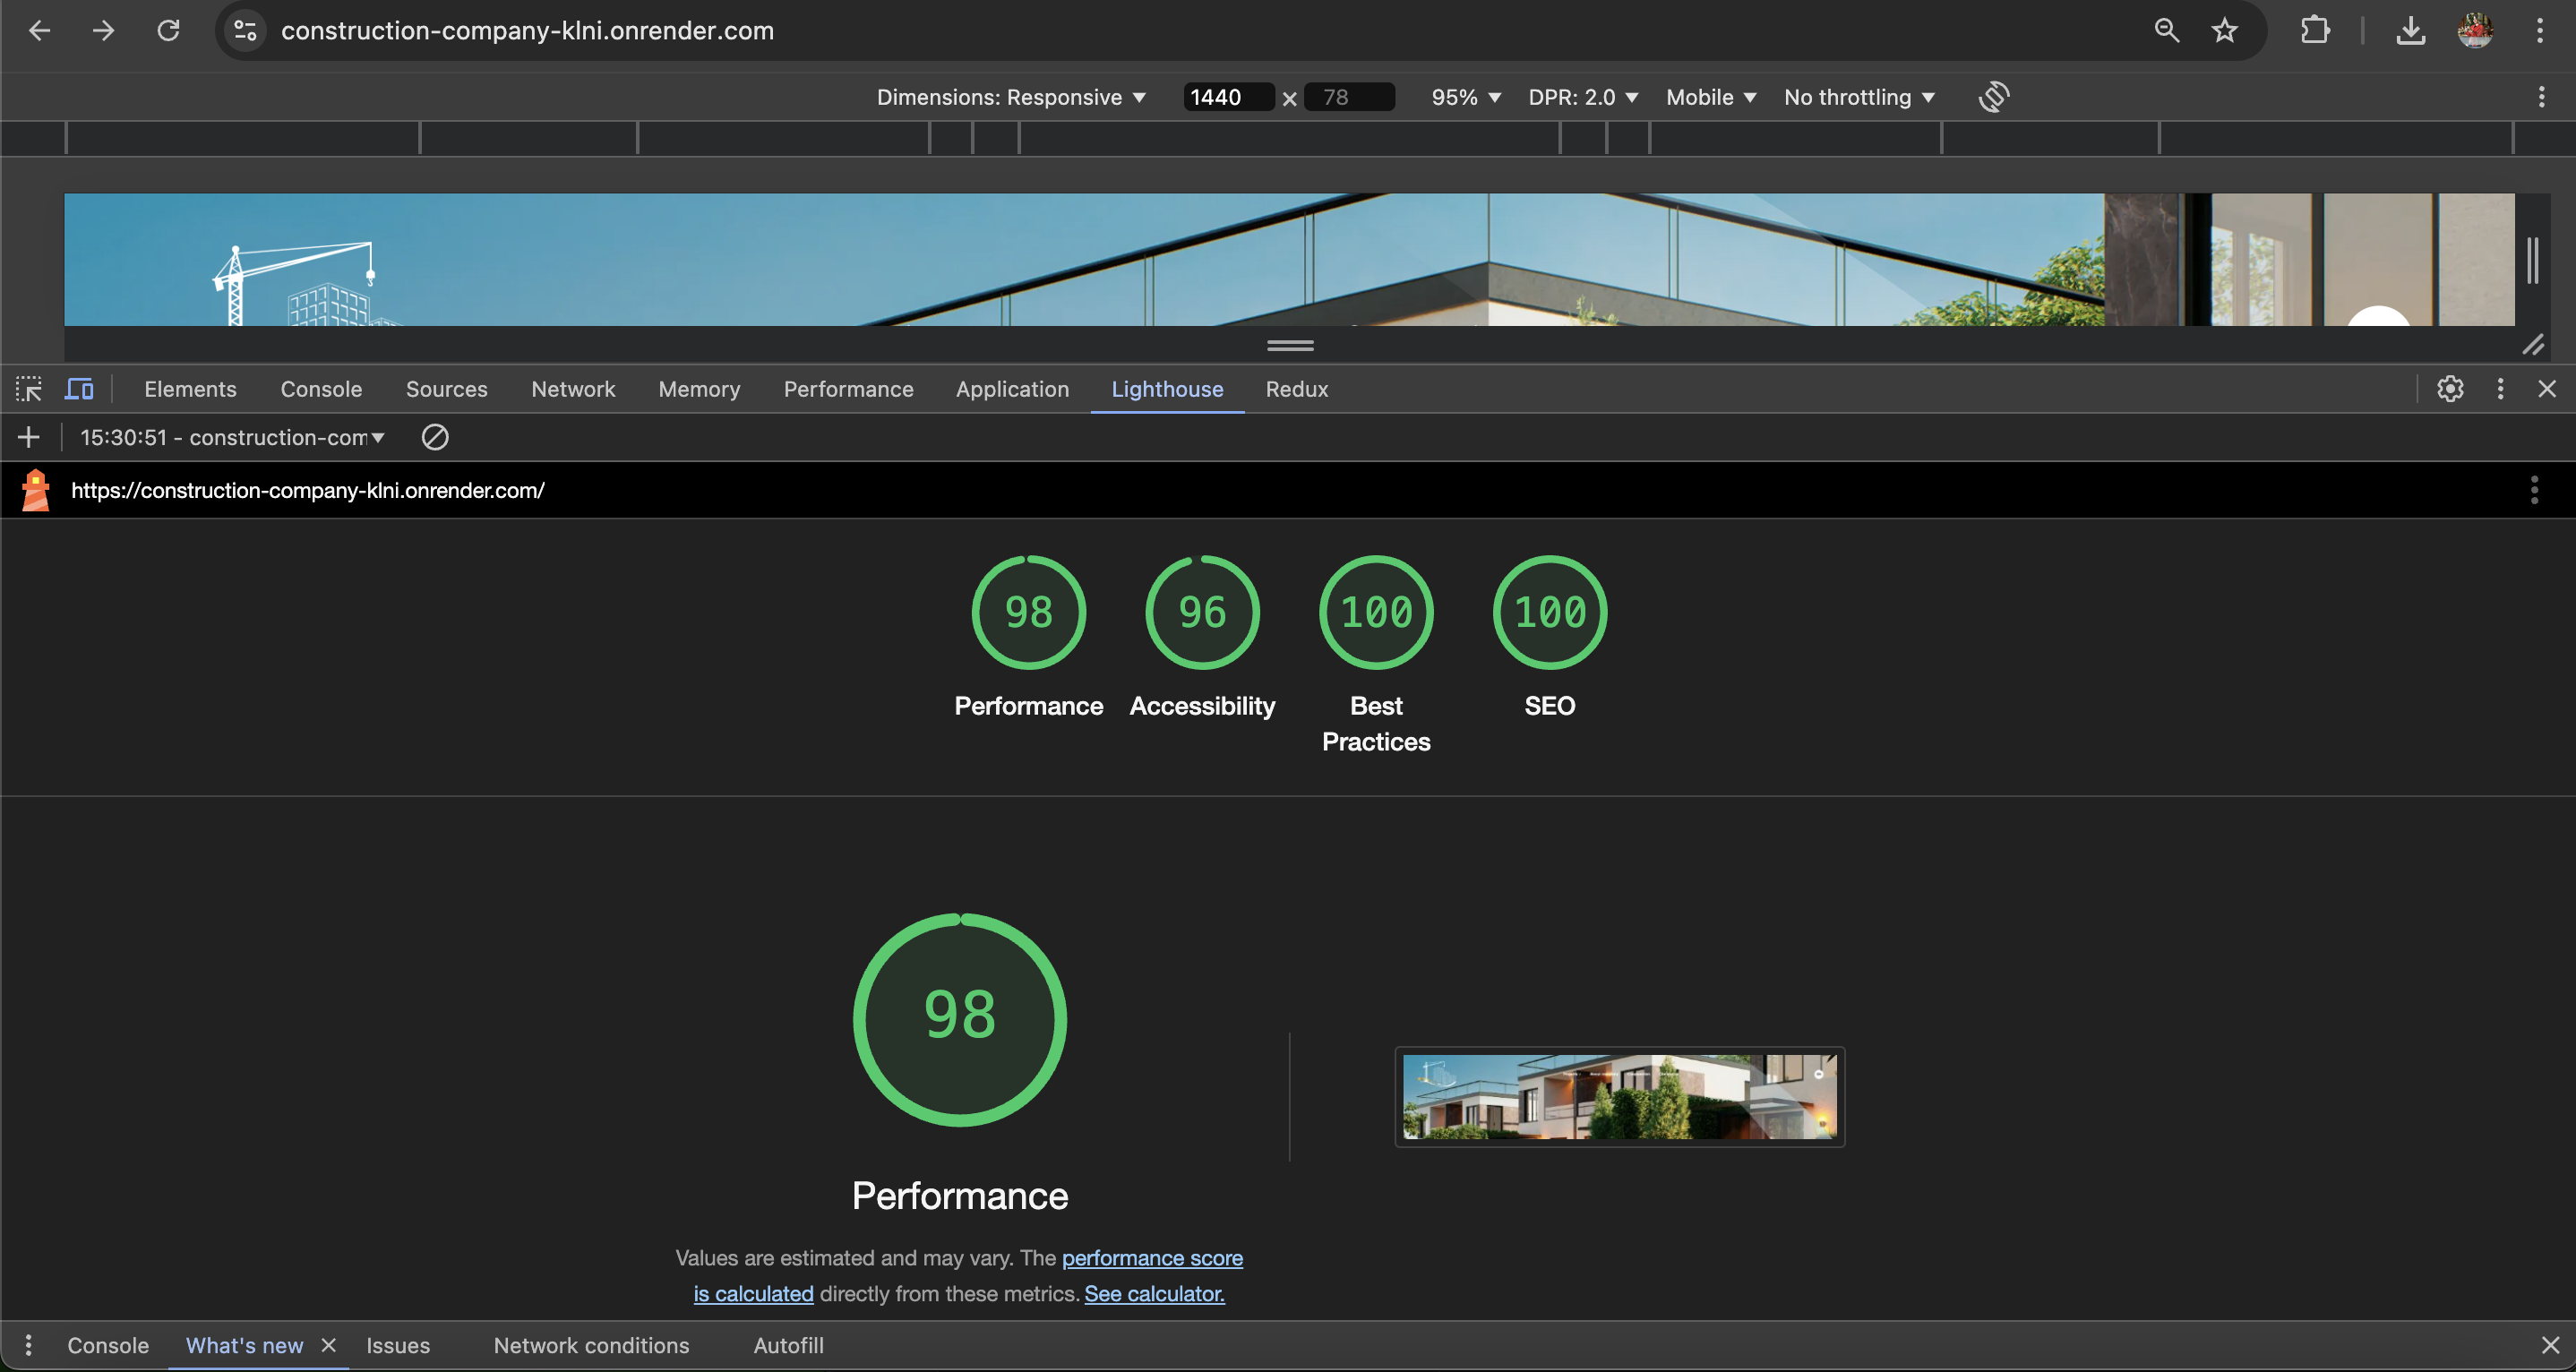 construction-company-klni.onrender.com
Dimensions: Responsive 1440 × 78 95% DPR: 2.0 Mobile No throttling
Elements Console Sources Network Memory Performance Application Lighthouse Redux
15:30:51 - construction-com
https://construction-company-klni.onrender.com/
98 96 100 100
Performance Accessibility Best SEO
Practices
98
Performance
Values are estimated and may vary. The performance score
is calculated directly from these metrics. See calculator.
Console What's new Issues Network conditions Autofill